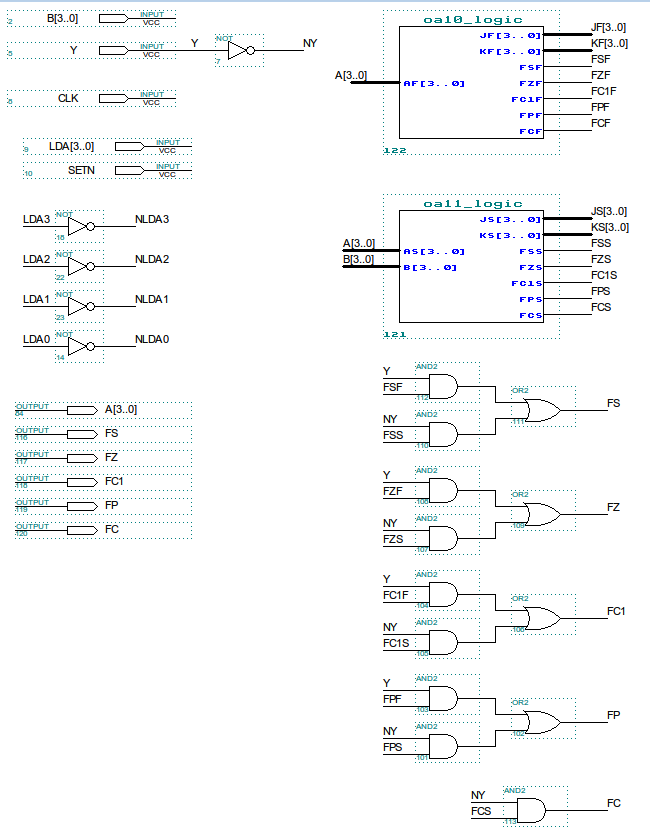 B[3..0] INPUT VCC
2
Y INPUT VCC
5
Y NOT NY
7
CLK INPUT VCC
6
LDA[3..0] INPUT VCC
9
SETN INPUT VCC
10
LDA3 NOT NLDA3
LDA2 NOT NLDA2
22
LDA1 NOT NLDA1
23
LDA0 NOT NLDA0
14
OUTPUT A[3..0]
OUTPUT FS
116
OUTPUT FZ
117
OUTPUT FC1
118
OUTPUT FP
119
OUTPUT FC
120
oa10_logic
JF[3..0] JF[3..0]
KF[3..0] KF[3..0]
FSF FSF
A[3..0] AF[3..0] FZF FZF
FC1F FC1F
FPF FPF
FCF FCF
122
oa11_logic
JS[3..0] JS[3..0]
KS[3..0] KS[3..0]
A[3..0] AS[3..0] FSS FSS
B[3..0] B[3..0] FZS FZS
FC1S FC1S
FPS FPS
FCS FCS
121
AND2
Y
FSF
112
OR2
FS
111
AND2
NY
FSS
110
AND2
Y
FZF
OR2
FZ
109
AND2
NY
FZS
107
AND2
Y
FC1F
104
OR2
FC1
106
AND2
NY
FC1S
105
AND2
Y
FPF
103
OR2
FP
102
AND2
NY
FPS
101
AND2
NY
FCS
FC
113